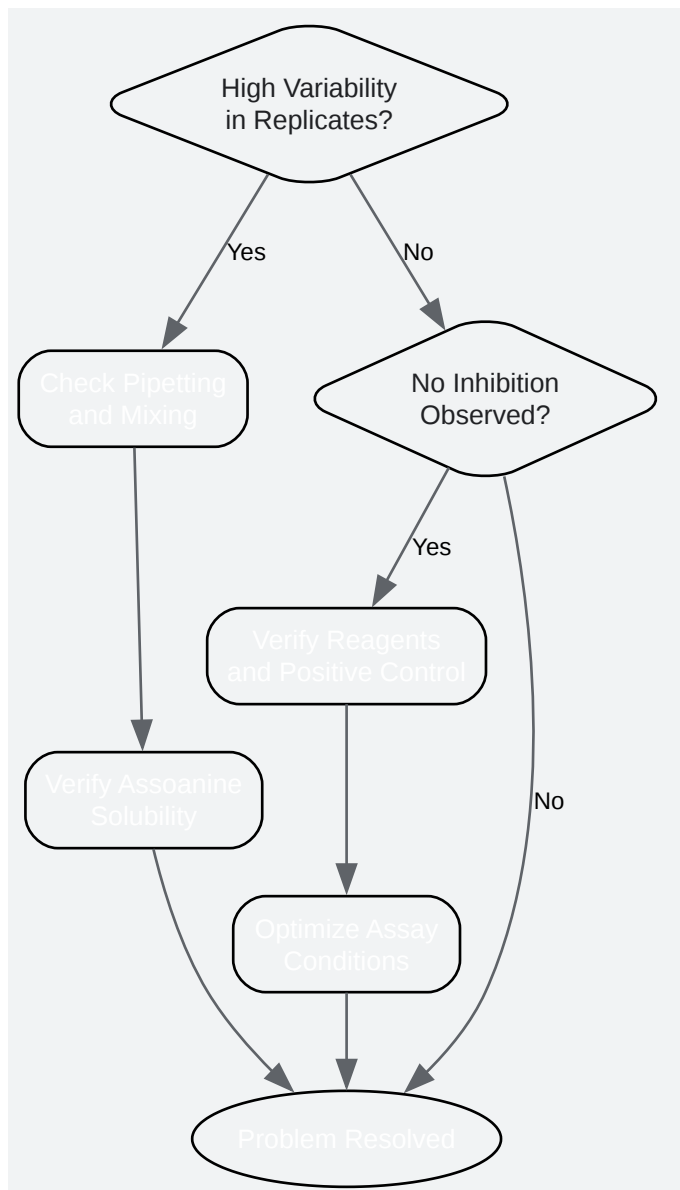 High Variability
in Replicates?
Yes
No
Check Pipetting
and Mixing
No Inhibition
Observed?
Yes
Verify Reagents
and Positive Control
Verify Assoanine
Solubility
No
Optimize Assay
Conditions
Problem Resolved